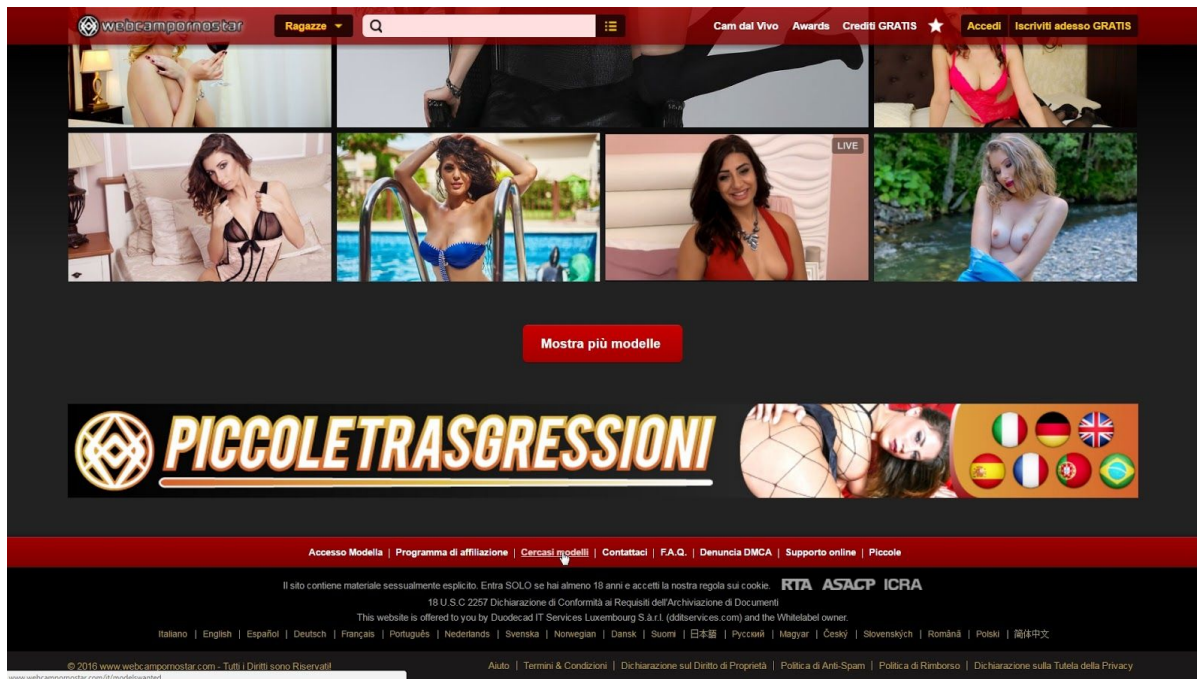 webcampornostar Ragazze Cam dal Vivo Awards Crediti GRATIS Accedi Iscriviti adesso GRATIS
LIVE
Mostra più modelle
PICCOLETRASGRESSIONI
Accesso Modella | Programma di affiliazione | Cercasi modelli | Contattaci | F.A.Q. | Denuncia DMCA | Supporto online | Piccole
Il sito contiene materiale sessualmente esplicito. Entra SOLO se hai almeno 18 anni e accetti la nostra regola sui cookie. RTA ASACP ICRA
18 U.S.C 2257 Dichiarazione di Conformità ai Requisiti dell'Archiviazione di Documenti
This website is offered to you by Duodecad IT Services Luxembourg S.à.r.l. (dditservices.com) and the Whitelabel owner.
Italiano | English | Español | Deutsch | Français | Português | Nederlands | Svenska | Norwegian | Dansk | Suomi | 日本語 | Русский | Magyar | Český | Slovenských | Română | Polski | 简体中文
© 2016 www.webcampornostar.com - Tutti i Diritti sono Riservati! Aiuto | Termini & Condizioni | Dichiarazione sul Diritto di Proprietà | Politica di Anti-Spam | Politica di Rimborso | Dichiarazione sulla Tutela della Privacy
www.webcampornostar.com/it/modelswanted